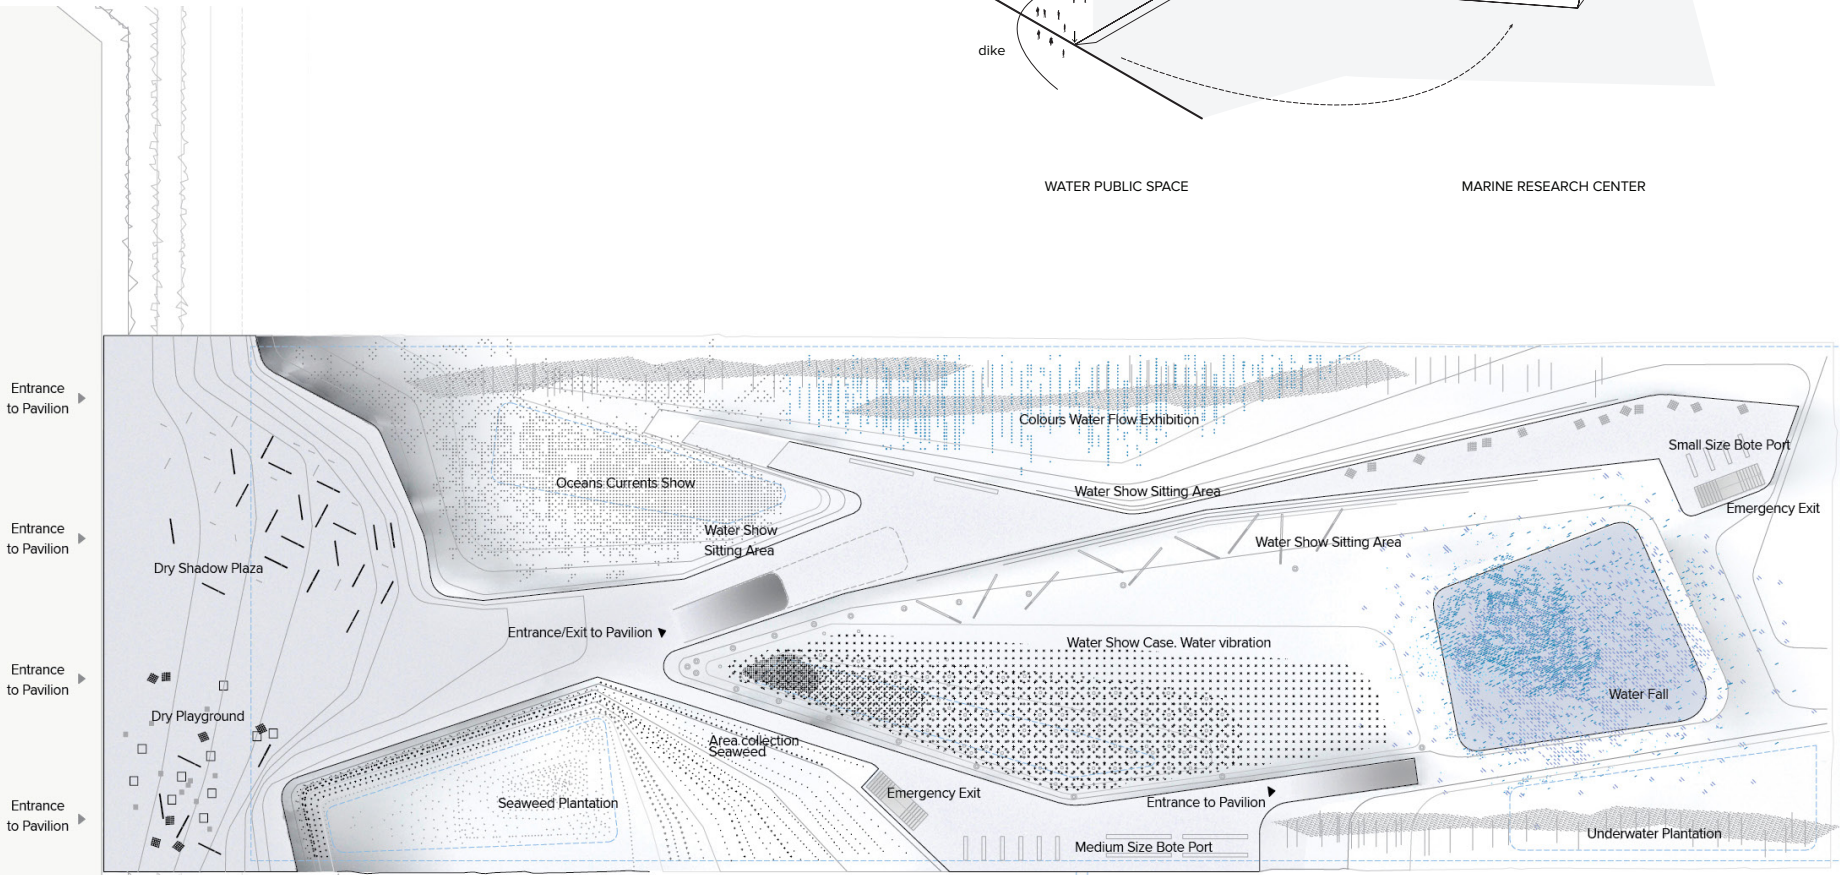 dike
WATER PUBLIC SPACE
MARINE RESEARCH CENTER
Entrance
to Pavilion
Colours Water Flow Exhibition
Small Size Bote Port
Oceans Currents Show
Water Show Sitting Area
Emergency Exit
Entrance
to Pavilion
Water Show
Sitting Area
Water Show Sitting Area
Dry Shadow Plaza
Entrance/Exit to Pavilion
Water Show Case. Water vibration
Entrance
to Pavilion
Water Fall
Dry Playground
Area collection
Seaweed
Emergency Exit
Seaweed Plantation
Entrance to Pavilion
Entrance
to Pavilion
Underwater Plantation
Medium Size Bote Port